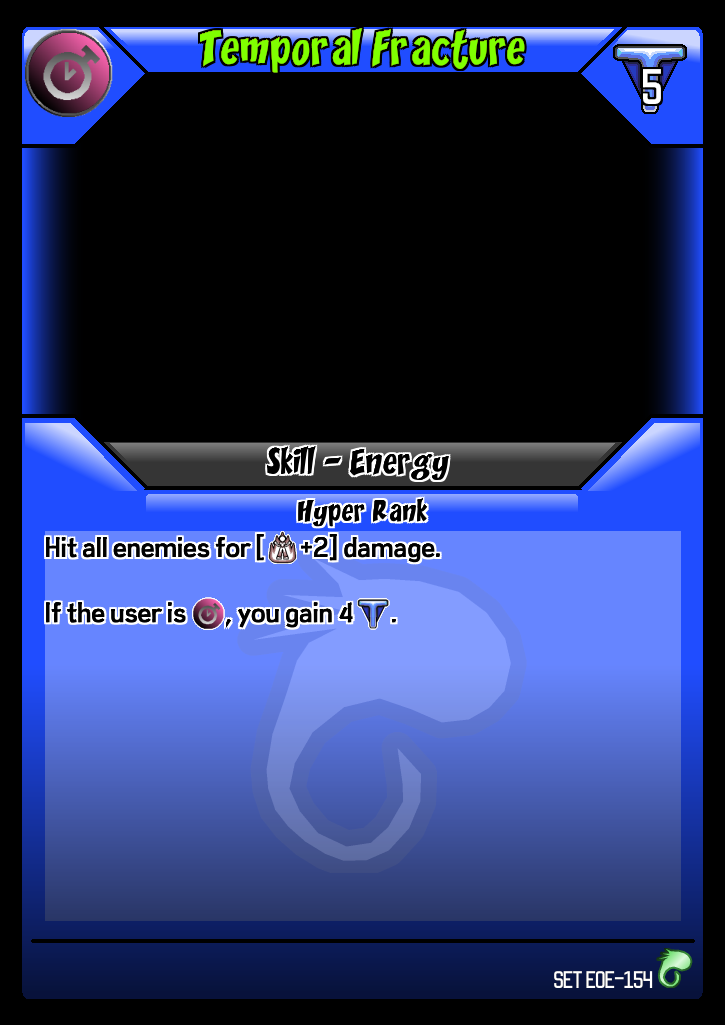 Temporal Fracture
5
Skill - Energy
Hyper Rank
Hit all enemies for [ +2] damage.
If the user is , you gain 4 .
SET EOE-154